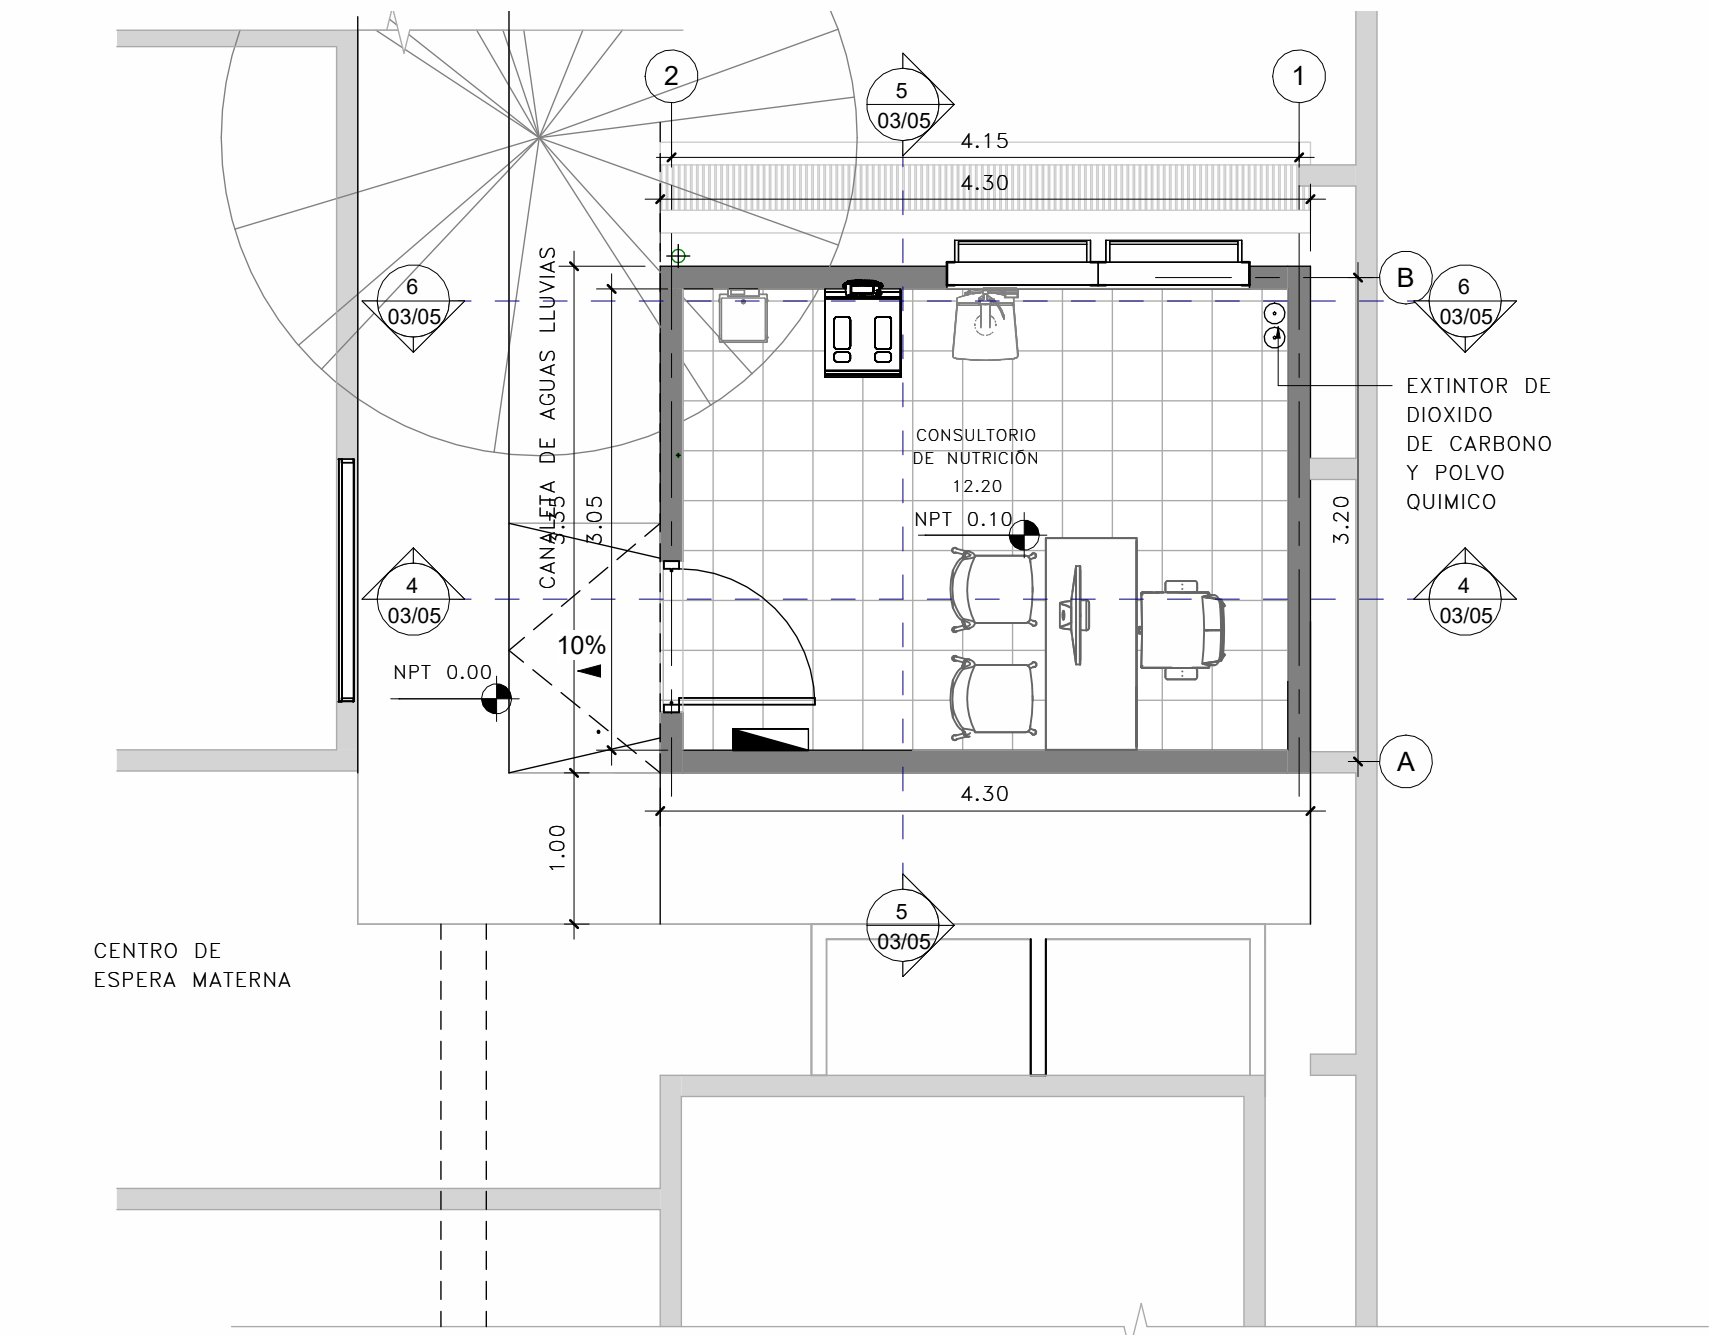 2
1
5
03/05
4.15
4.30
CANALETA DE AGUAS LLUVIAS
B
6
03/05
6
03/05
EXTINTOR DE
DIOXIDO
DE CARBONO
Y POLVO
QUIMICO
CONSULTORIO
DE NUTRICIÓN
12.20
NPT 0.10
3.35
3.05
3.20
4
03/05
4
03/05
10%
NPT 0.00
A
4.30
1.00
5
03/05
CENTRO DE
ESPERA MATERNA